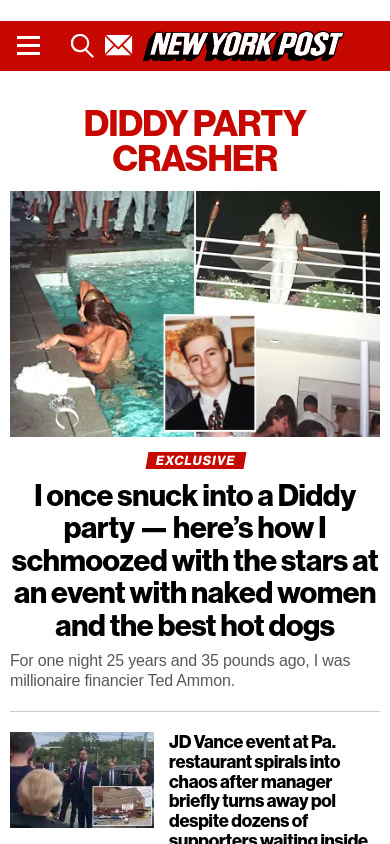 NEW YORK POST
DIDDY PARTY
CRASHER
EXCLUSIVE
I once snuck into a Diddy
party — here’s how I
schmoozed with the stars at
an event with naked women
and the best hot dogs
For one night 25 years and 35 pounds ago, I was
millionaire financier Ted Ammon.
JD Vance event at Pa.
restaurant spirals into
chaos after manager
briefly turns away pol
despite dozens of
supporters waiting inside